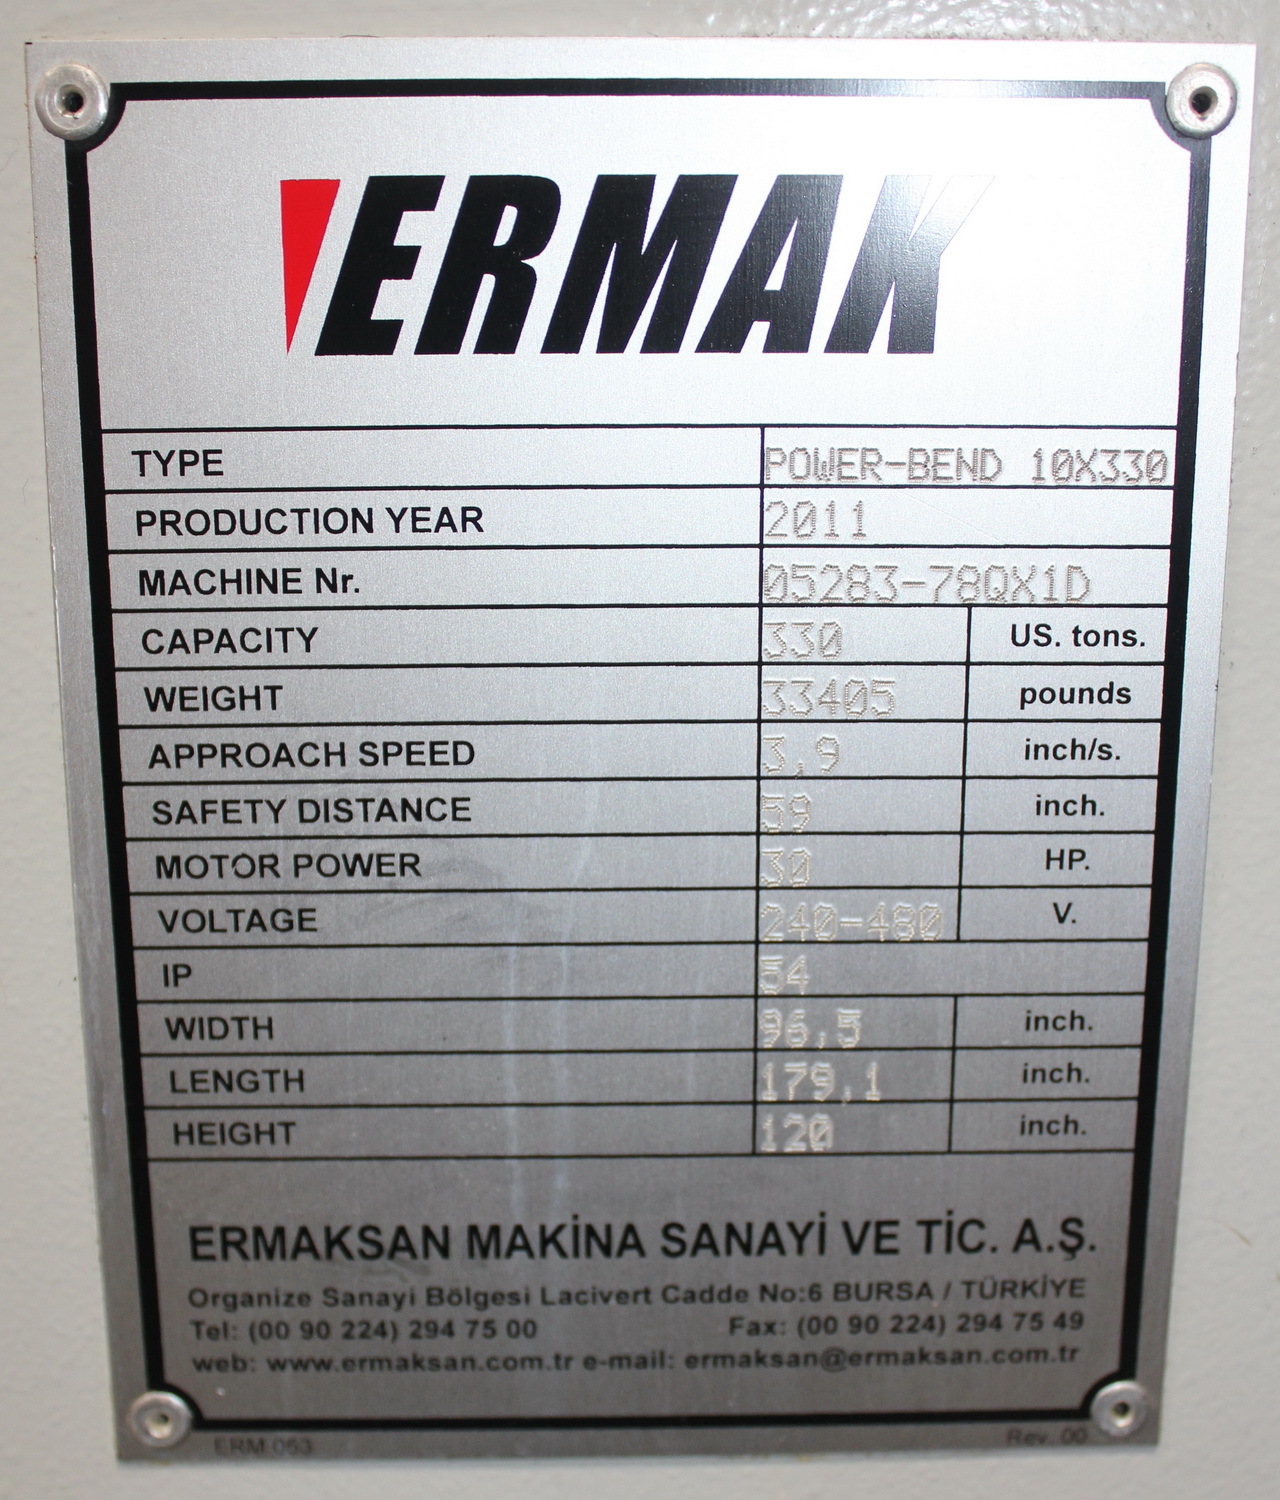 ERMAK
TYPE POWER-BEND 10X330
PRODUCTION YEAR 2011
MACHINE Nr. 05283-78QX1D
CAPACITY 330 US. tons.
WEIGHT 33405 pounds
APPROACH SPEED 3,9 inch/s.
SAFETY DISTANCE 59 inch.
MOTOR POWER 30 HP.
VOLTAGE 240-480 V.
IP 54
WIDTH 96,5 inch.
LENGTH 179,1 inch.
HEIGHT 120 inch.
ERMAKSAN MAKİNA SANAYİ VE TİC. A.Ş.
Organize Sanayi Bölgesi Lacivert Cadde No:6 BURSA / TÜRKİYE
Tel: (00 90 224) 294 75 00 Fax: (00 90 224) 294 75 49
web: www.ermaksan.com.tr e-mail: ermaksan@ermaksan.com.tr
ERM.053 Rev. 00